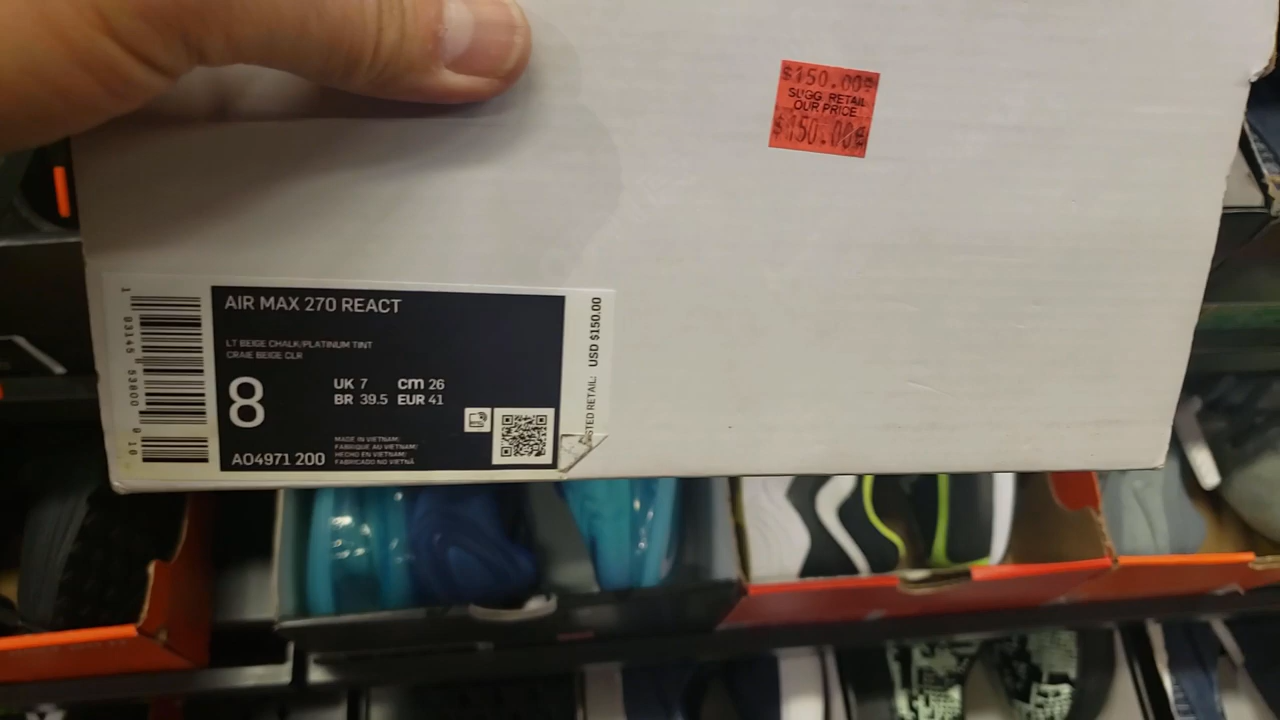 $150.00
SUGG. RETAIL
OUR PRICE
$150.00
AIR MAX 270 REACT
LT BEIGE CHALK/PLATINUM TINT
CRAIE BEIGE CLR
8
UK 7 cm 26
BR 39.5 EUR 41
MADE IN VIETNAM/
FABRIQUE AU VIETNAM/
HECHO EN VIETNAM/
FABRICADO NO VIETNÃ
AO4971 200
USD $150.00
RETAIL: